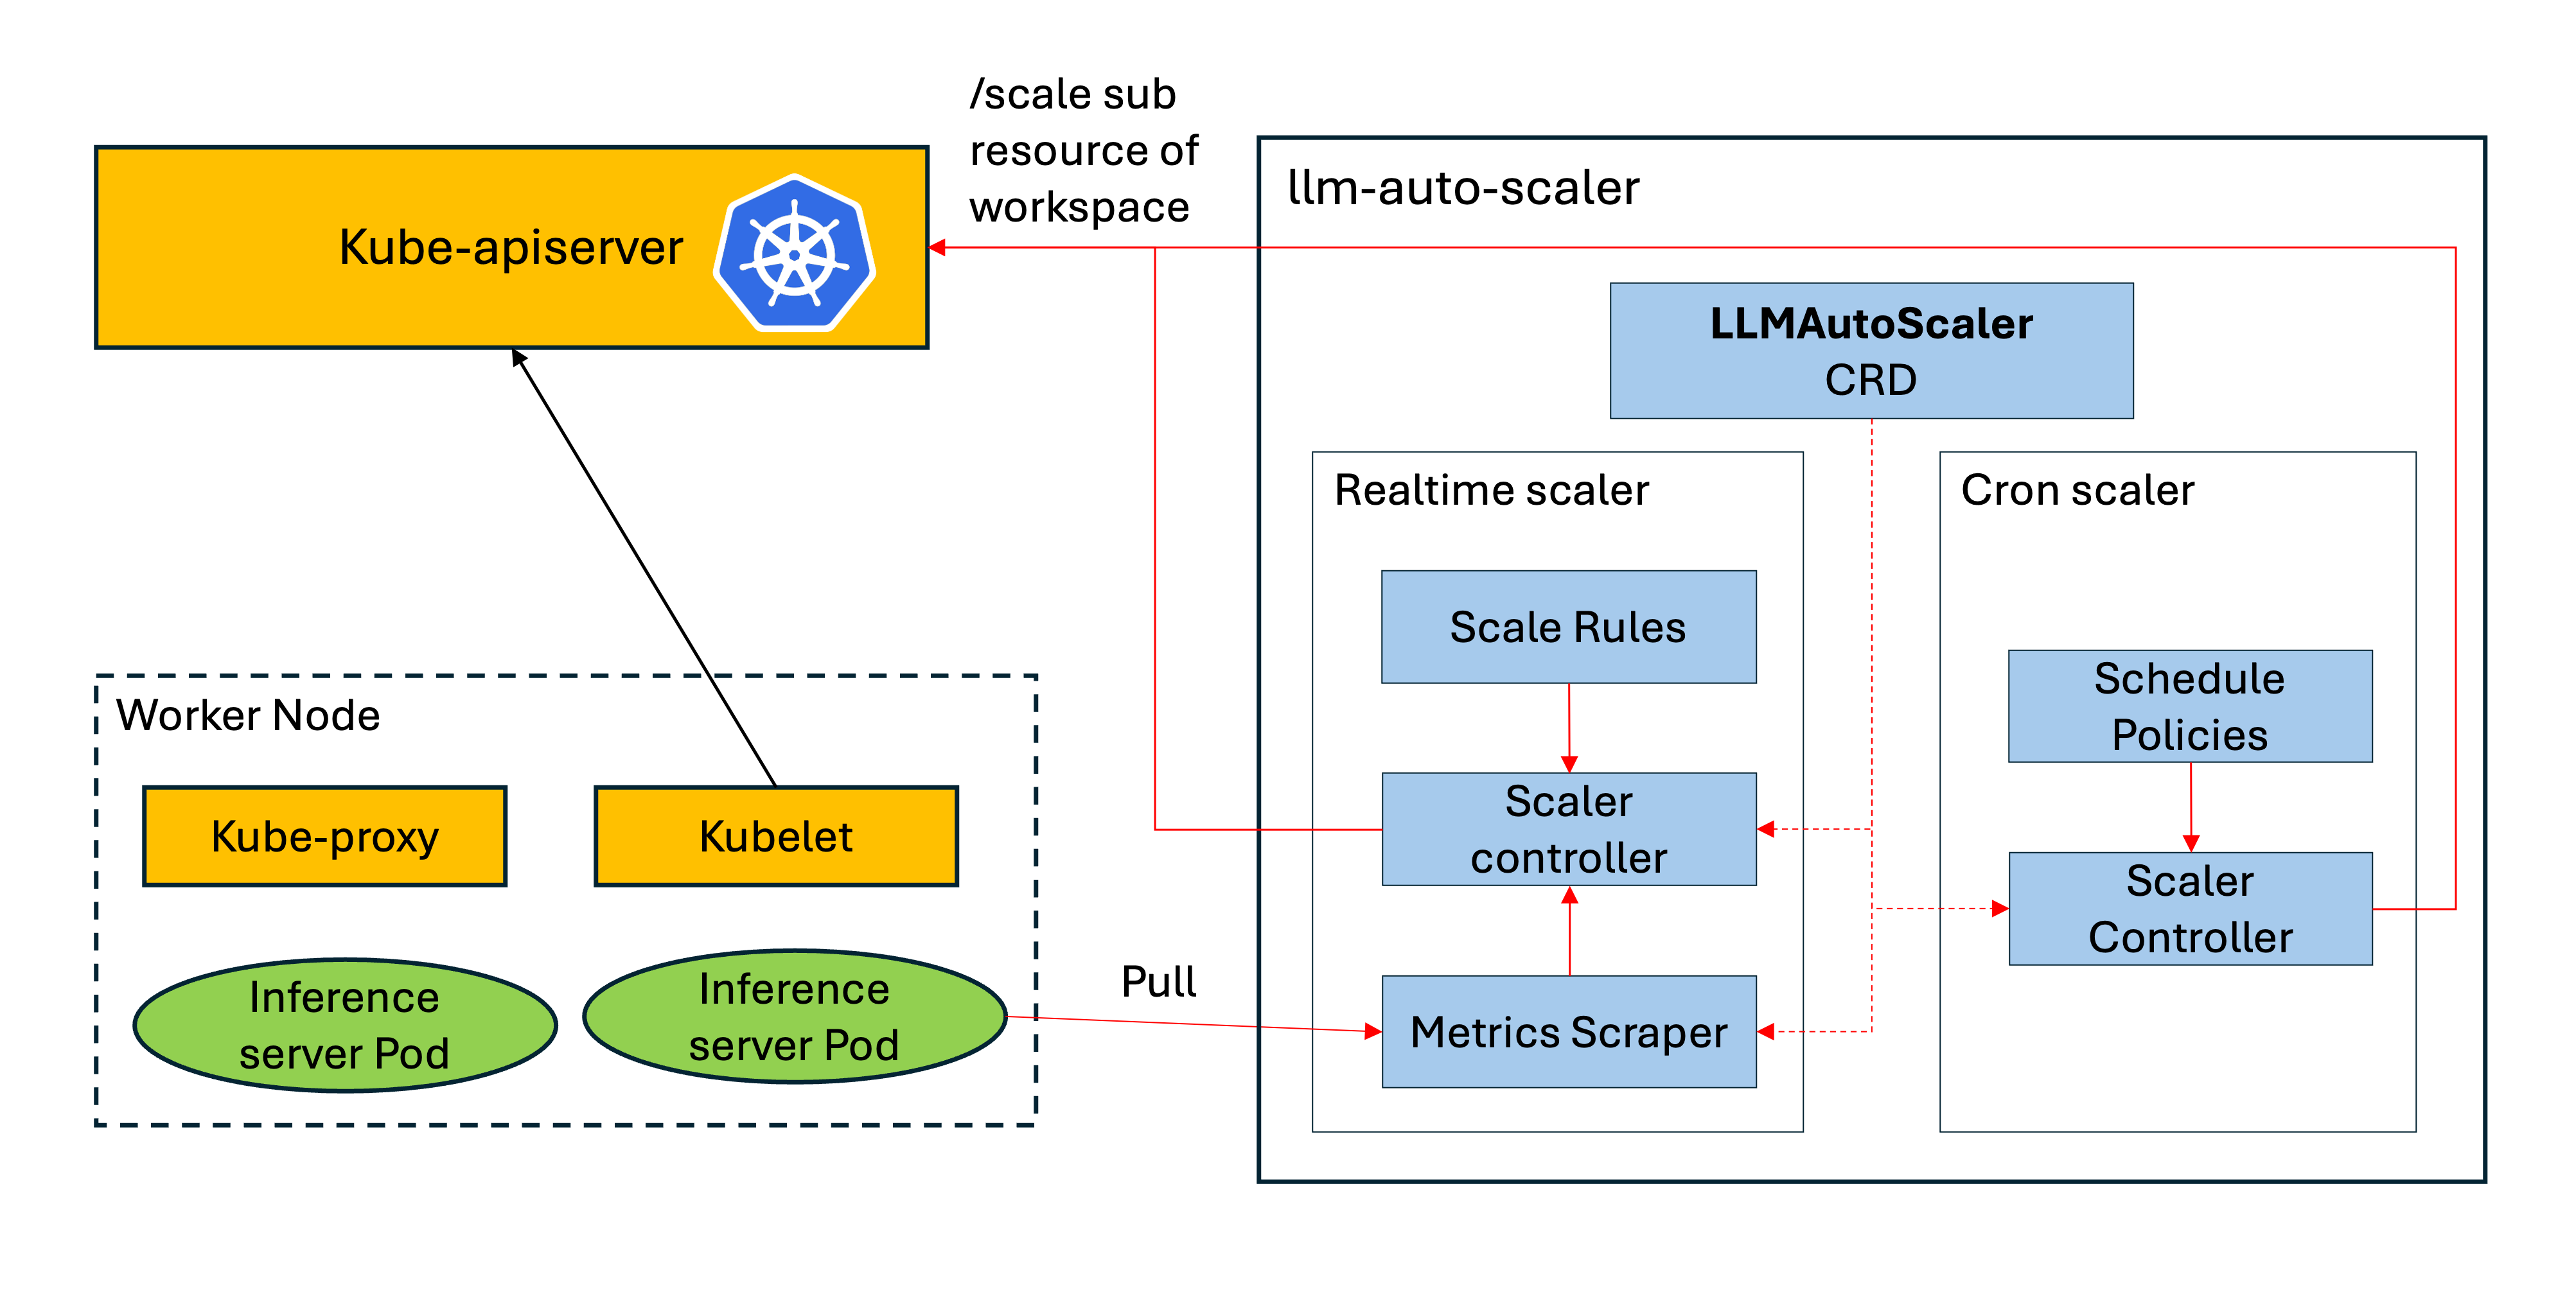 /scale sub
resource of
workspace
Kube-apiserver
llm-auto-scaler
LLMAutoScaler
CRD
Realtime scaler
Cron scaler
Scale Rules
Schedule
Policies
Worker Node
Kube-proxy
Kubelet
Scaler
controller
Scaler
Controller
Inference
server Pod
Inference
server Pod
Pull
Metrics Scraper